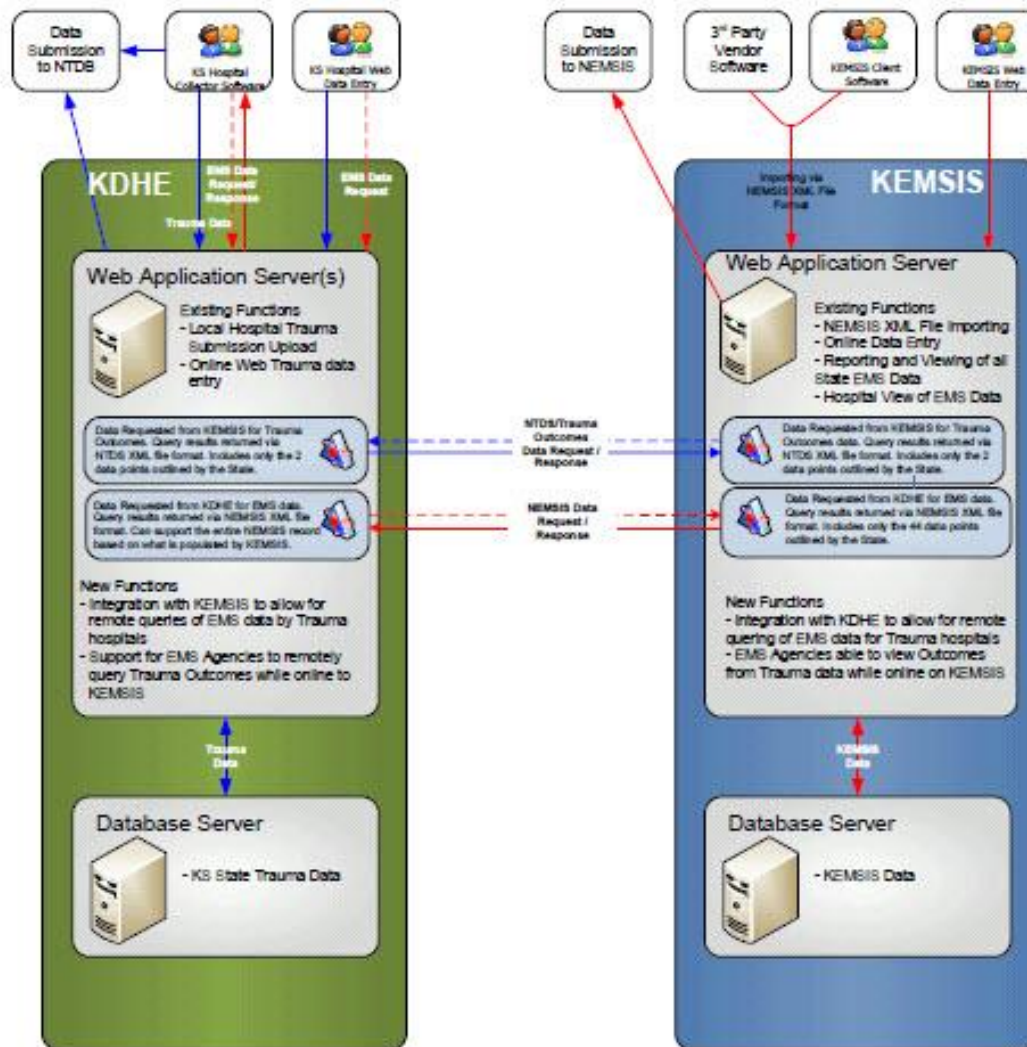 Data
Submission
to NTDB
KS Hospital
Collector Software
KS Hospital Web
Data Entry
Data
Submission
to NEMSIS
3rd Party
Vendor
Software
KEMSIS Client
Software
KEMSIS Web
Data Entry
KDHE
EMS Data
Request/
Response
EMS Data
Request
Trauma Data
Web Application Server(s)
Existing Functions
- Local Hospital Trauma
Submission Upload
- Online Web Trauma data
entry
Data Requested from KEMSIS for Trauma
Outcomes. Query results returned via
NTDS XML file format. Includes only the 2
data points outlined by the State.
Data Requested from KDHE for EMS data.
Query results returned via NEMSIS XML file
format. Can support the entire NEMSIS record
based on what is populated by KEMSIS.
New Functions
- Integration with KEMSIS to allow for
remote queries of EMS data by Trauma
hospitals
- Support for EMS Agencies to remotely
query Trauma Outcomes while online to
KEMSIS
Trauma
Data
Database Server
- KS State Trauma Data
NTDS/Trauma
Outcomes
Data Request /
Response
NEMSIS Data
Request /
Response
KEMSIS
Importing via
NEMSIS XML File
Format
Web Application Server
Existing Functions
- NEMSIS XML File Importing
- Online Data Entry
- Reporting and Viewing of all
State EMS Data
- Hospital View of EMS Data
Data Requested from KEMSIS for Trauma
Outcomes data. Query results returned via
NTDS XML file format. Includes only the 2
data points outlined by the State.
Data Requested from KDHE for EMS data.
Query results returned via NEMSIS XML file
format. Includes only the 44 data points
outlined by the State.
New Functions
- Integration with KDHE to allow for remote
quering of EMS data for Trauma hospitals
- EMS Agencies able to view Outcomes
from Trauma data while online on KEMSIS
KEMSIS
Data
Database Server
- KEMSIS Data